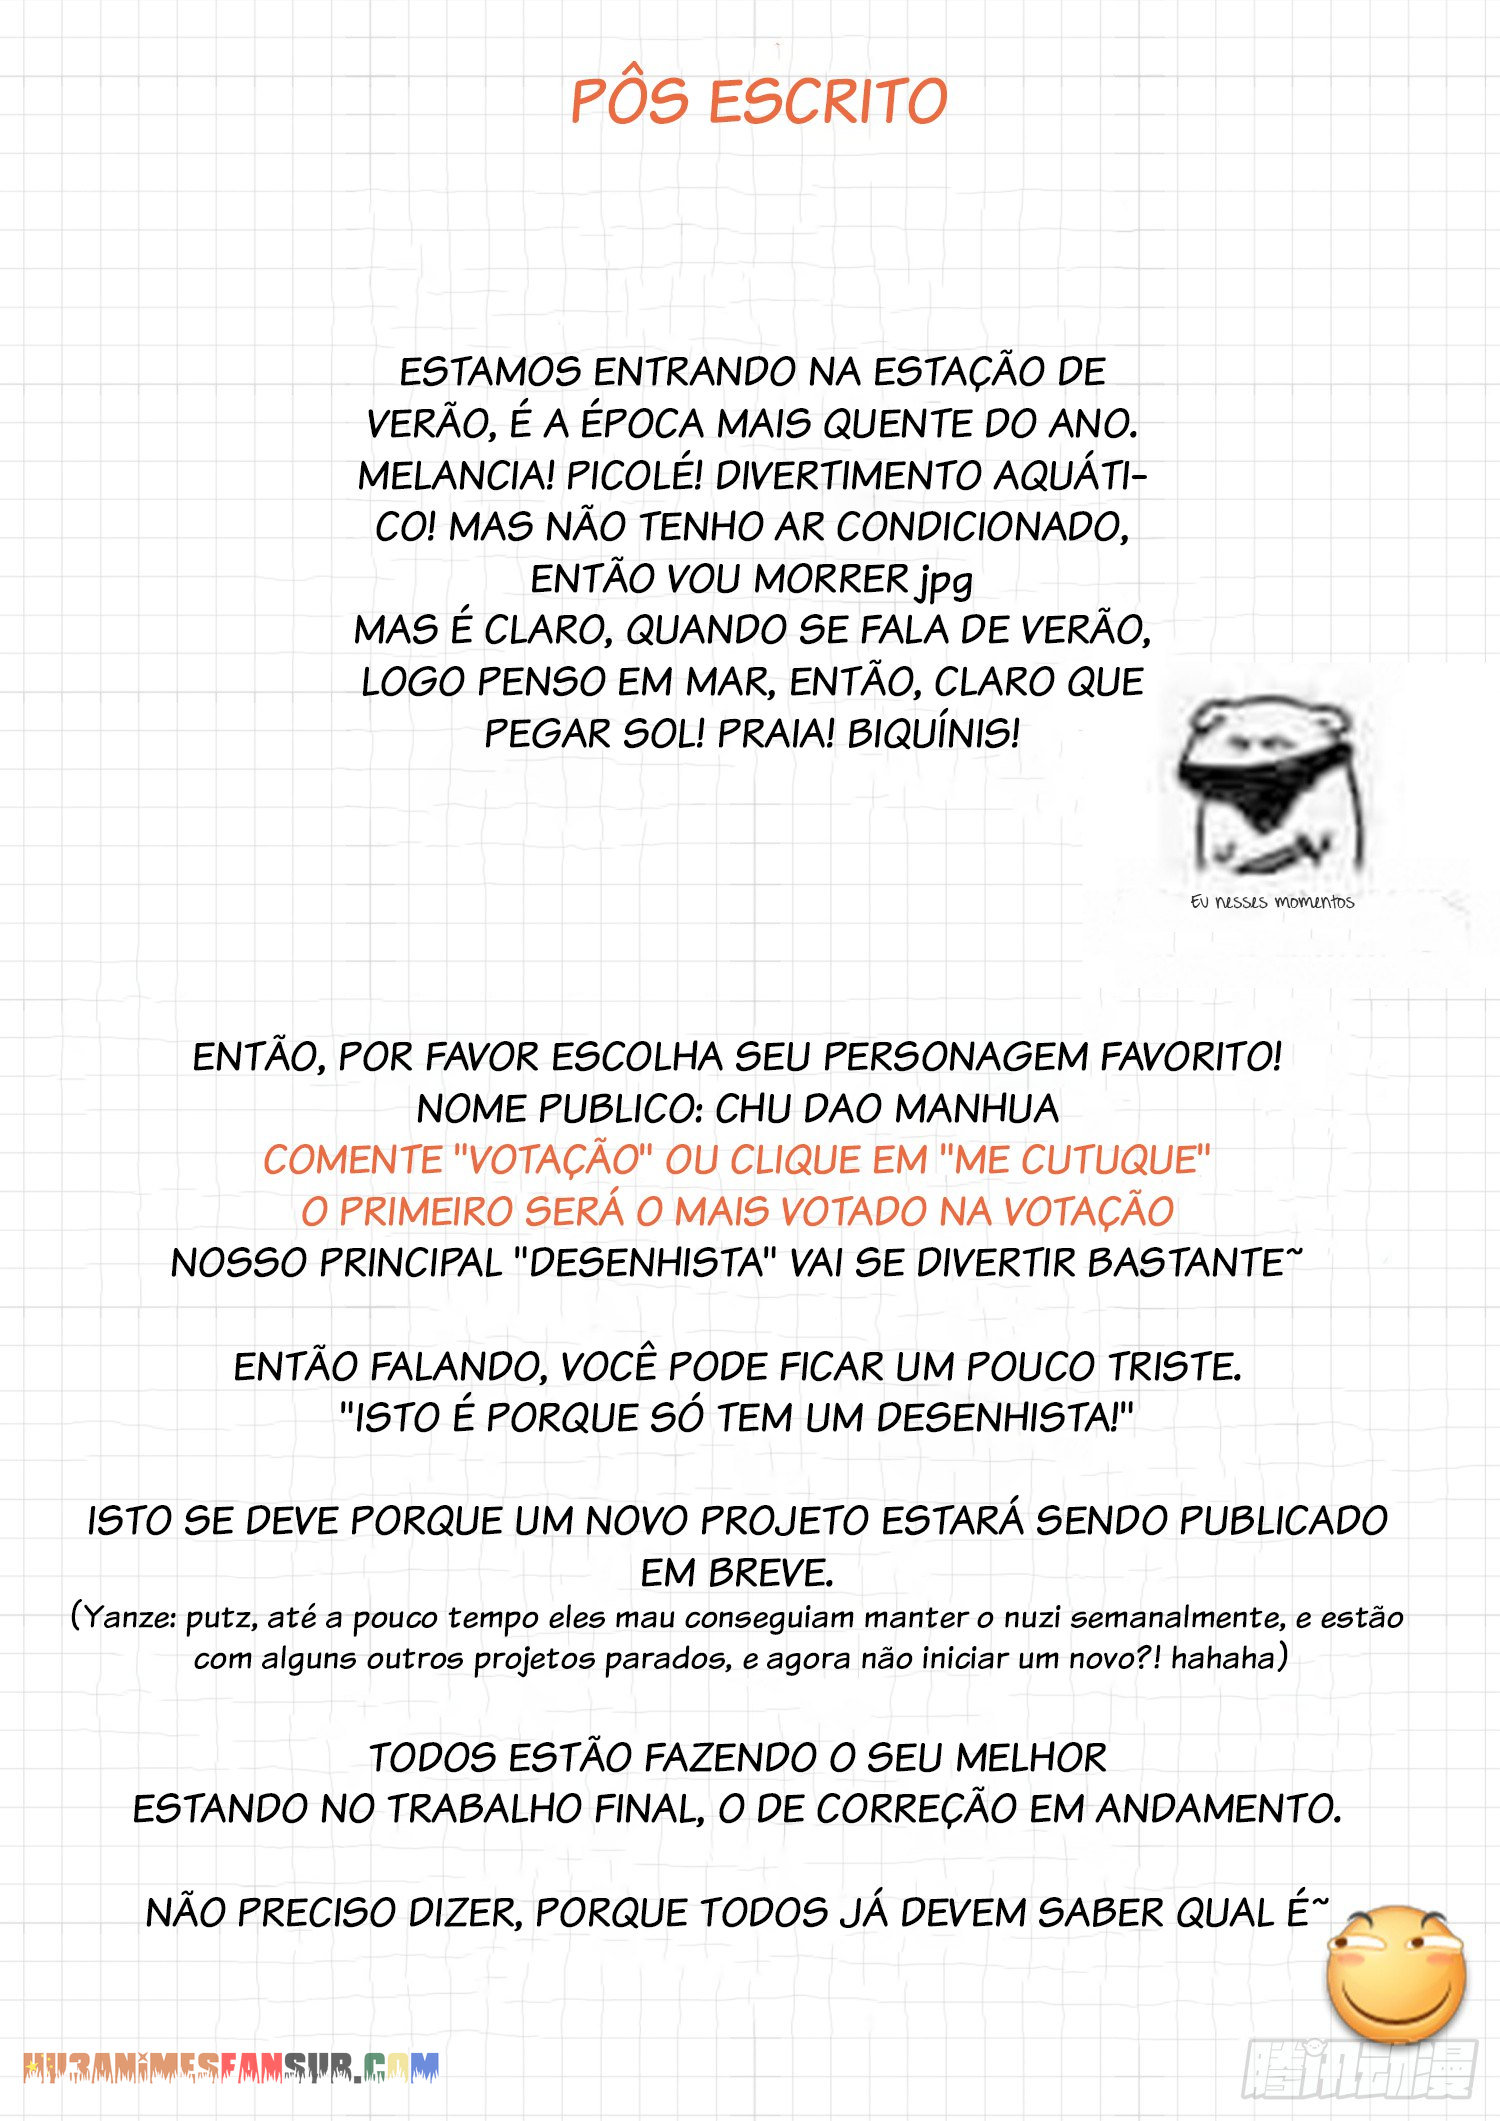 PÔS ESCRITO
ESTAMOS ENTRANDO NA ESTAÇÃO DE
VERÃO, É A ÉPOCA MAIS QUENTE DO ANO.
MELANCIA! PICOLÉ! DIVERTIMENTO AQUÁTI-
CO! MAS NÃO TENHO AR CONDICIONADO,
ENTÃO VOU MORRER jpg
MAS É CLARO, QUANDO SE FALA DE VERÃO,
LOGO PENSO EM MAR, ENTÃO, CLARO QUE
PEGAR SOL! PRAIA! BIQUÍNIS!
Eu nesses momentos
ENTÃO, POR FAVOR ESCOLHA SEU PERSONAGEM FAVORITO!
NOME PUBLICO: CHU DAO MANHUA
COMENTE "VOTAÇÃO" OU CLIQUE EM "ME CUTUQUE"
O PRIMEIRO SERÁ O MAIS VOTADO NA VOTAÇÃO
NOSSO PRINCIPAL "DESENHISTA" VAI SE DIVERTIR BASTANTE~
ENTÃO FALANDO, VOCÊ PODE FICAR UM POUCO TRISTE.
"ISTO É PORQUE SÓ TEM UM DESENHISTA!"
ISTO SE DEVE PORQUE UM NOVO PROJETO ESTARÁ SENDO PUBLICADO
EM BREVE.
(Yanze: putz, até a pouco tempo eles mau conseguiam manter o nuzi semanalmente, e estão
com alguns outros projetos parados, e agora não iniciar um novo?! hahaha)
TODOS ESTÃO FAZENDO O SEU MELHOR
ESTANDO NO TRABALHO FINAL, O DE CORREÇÃO EM ANDAMENTO.
NÃO PRECISO DIZER, PORQUE TODOS JÁ DEVEM SABER QUAL É~
HU3ANiMESFANSUB.COM
腾讯动漫